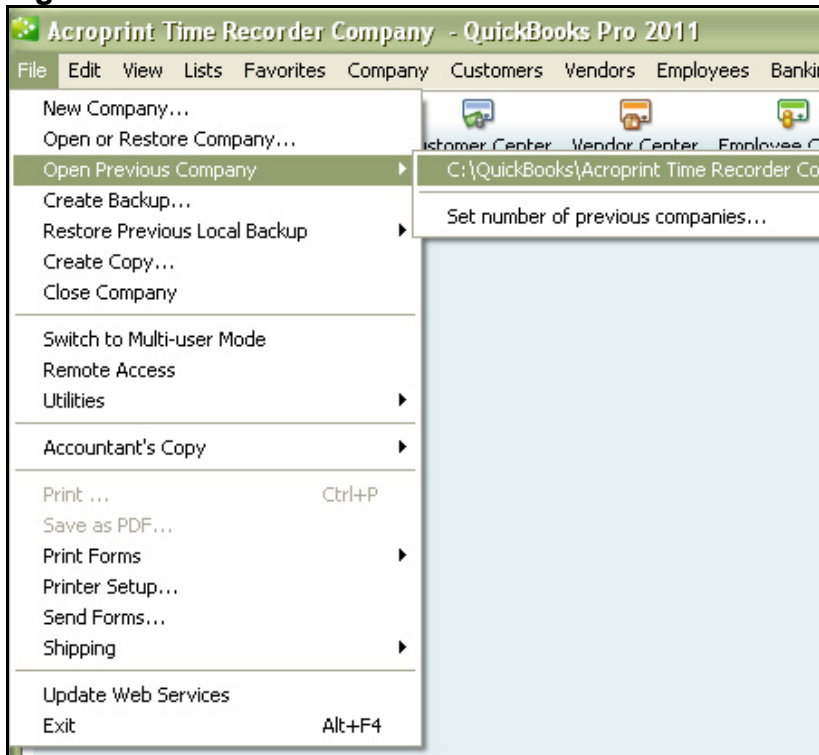 Acroprint Time Recorder Company - QuickBooks Pro 2011
File Edit View Lists Favorites Company Customers Vendors Employees
Customer Center Vendor Center
New Company...
Open or Restore Company...
Open Previous Company
C:\QuickBooks\Acroprint Time Recorder Co
Set number of previous companies...
Create Backup...
Restore Previous Local Backup
Create Copy...
Close Company
Switch to Multi-user Mode
Remote Access
Utilities
Accountant's Copy
Print ... Ctrl+P
Save as PDF...
Print Forms
Printer Setup...
Send Forms...
Shipping
Update Web Services
Exit Alt+F4